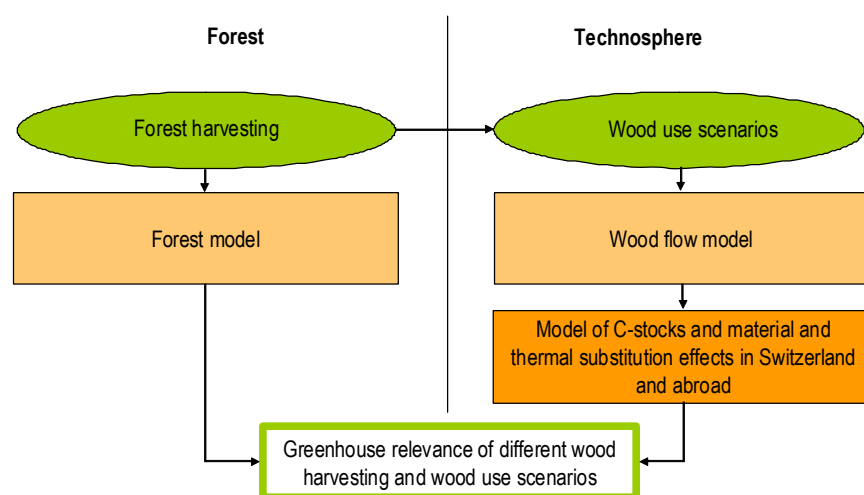 Forest
Technosphere
Forest harvesting
Wood use scenarios
Forest model
Wood flow model
Model of C-stocks and material and
thermal substitution effects in Switzerland
and abroad
Greenhouse relevance of different wood
harvesting and wood use scenarios